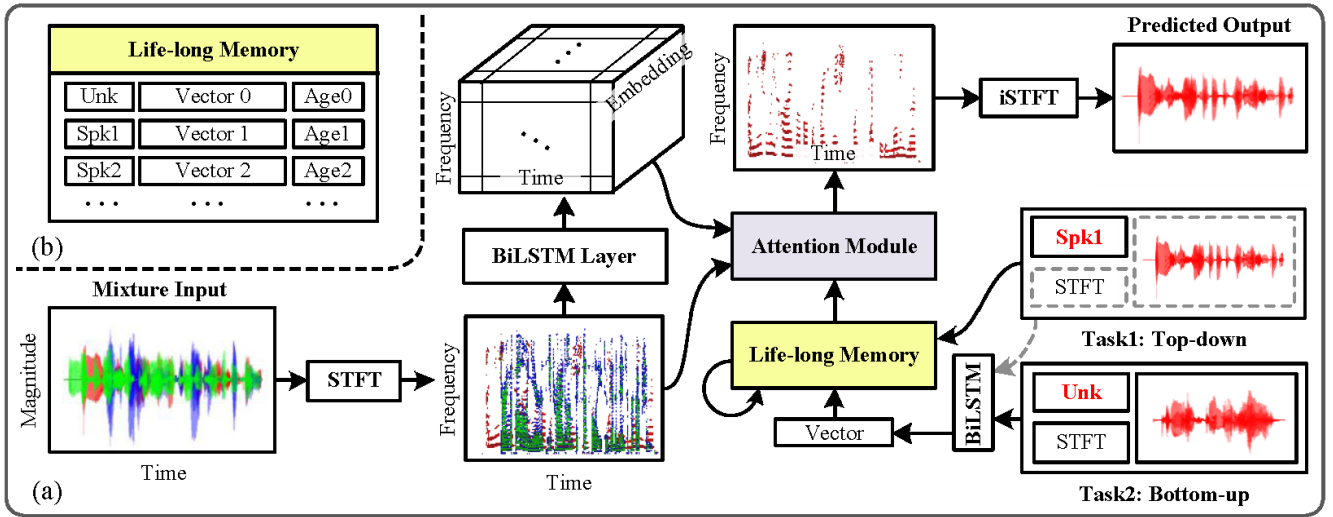 Life-long Memory
Unk Vector 0 Age0
Spk1 Vector 1 Age1
Spk2 Vector 2 Age2
... ... ...
(b)
Mixture Input
Magnitude
Time
(a)
STFT
Frequency
Time
BiLSTM Layer
Frequency
Time
Embedding
Attention Module
Life-long Memory
Vector
BiLSTM
Frequency
Time
iSTFT
Predicted Output
Spk1
STFT
Task1: Top-down
Unk
STFT
Task2: Bottom-up